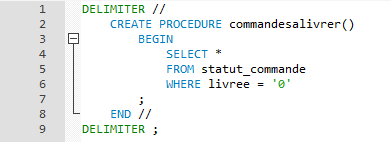 1 DELIMITER //
2 CREATE PROCEDURE commandesalivrer()
3 BEGIN
4 SELECT *
5 FROM statut_commande
6 WHERE livree = '0'
7 ;
8 END //
9 DELIMITER ;